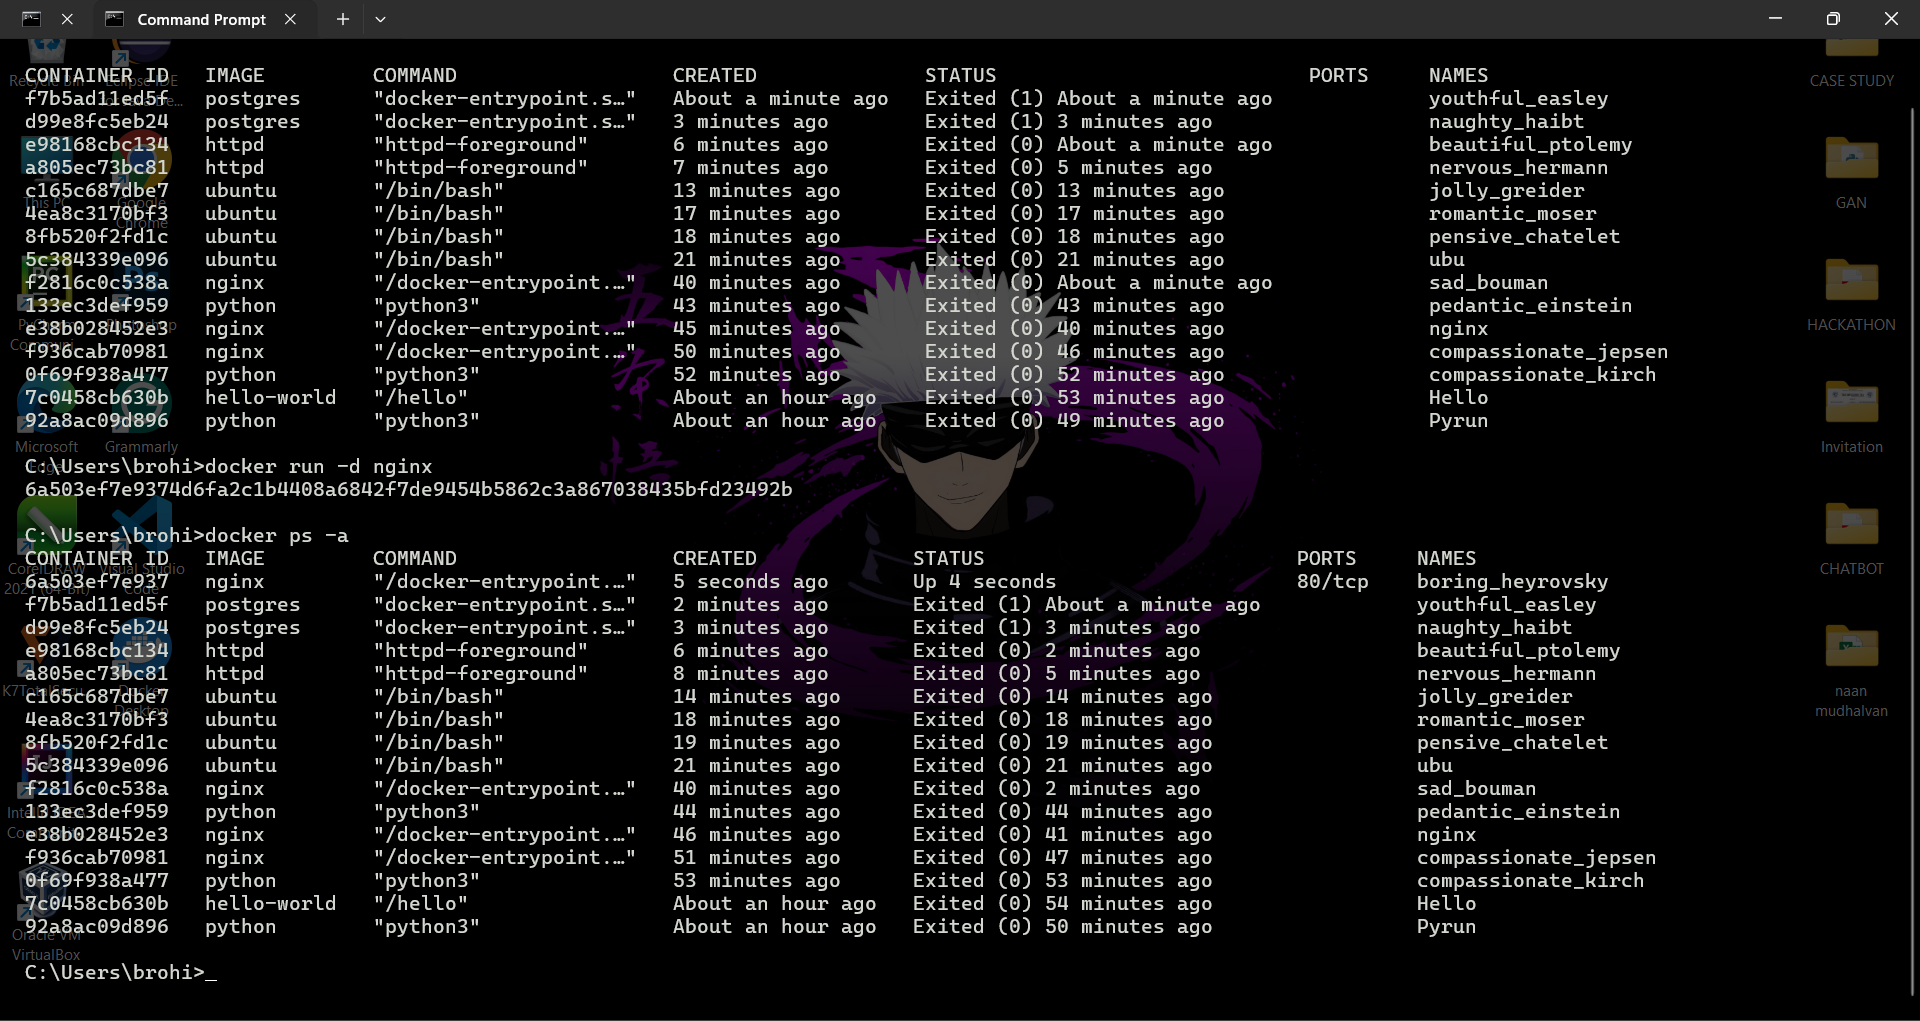 Command Prompt
CONTAINER ID   IMAGE         COMMAND                  CREATED              STATUS                          PORTS     NAMES
f7b5ad11ed5f   postgres      "docker-entrypoint.s…"   About a minute ago   Exited (1) About a minute ago             youthful_easley
d99e8fc5eb24   postgres      "docker-entrypoint.s…"   3 minutes ago        Exited (1) 3 minutes ago                  naughty_haibt
e98168cbc134   httpd         "httpd-foreground"       6 minutes ago        Exited (0) About a minute ago             beautiful_ptolemy
a805ec73bc81   httpd         "httpd-foreground"       7 minutes ago        Exited (0) 5 minutes ago                  nervous_hermann
c165c687dbe7   ubuntu        "/bin/bash"              13 minutes ago       Exited (0) 13 minutes ago                 jolly_greider
4ea8c3170bf3   ubuntu        "/bin/bash"              17 minutes ago       Exited (0) 17 minutes ago                 romantic_moser
8fb520f2fd1c   ubuntu        "/bin/bash"              18 minutes ago       Exited (0) 18 minutes ago                 pensive_chatelet
5c384339e096   ubuntu        "/bin/bash"              21 minutes ago       Exited (0) 21 minutes ago                 ubu
f2816c0c538a   nginx         "/docker-entrypoint.…"   40 minutes ago       Exited (0) About a minute ago             sad_bouman
133ec3def959   python        "python3"                43 minutes ago       Exited (0) 43 minutes ago                 pedantic_einstein
e38b028452e3   nginx         "/docker-entrypoint.…"   45 minutes ago       Exited (0) 40 minutes ago                 nginx
f936cab70981   nginx         "/docker-entrypoint.…"   50 minutes ago       Exited (0) 46 minutes ago                 compassionate_jepsen
0f69f938a477   python        "python3"                52 minutes ago       Exited (0) 52 minutes ago                 compassionate_kirch
7c0458cb630b   hello-world   "/hello"                 About an hour ago    Exited (0) 53 minutes ago                 Hello
92a8ac09d896   python        "python3"                About an hour ago    Exited (0) 49 minutes ago                 Pyrun
C:\Users\brohi>docker run -d nginx
6a503ef7e9374d6fa2c1b4408a6842f7de9454b5862c3a867038435bfd23492b
C:\Users\brohi>docker ps -a
CONTAINER ID   IMAGE         COMMAND                  CREATED             STATUS                          PORTS     NAMES
6a503ef7e937   nginx         "/docker-entrypoint.…"   5 seconds ago       Up 4 seconds                    80/tcp    boring_heyrovsky
f7b5ad11ed5f   postgres      "docker-entrypoint.s…"   2 minutes ago       Exited (1) About a minute ago             youthful_easley
d99e8fc5eb24   postgres      "docker-entrypoint.s…"   3 minutes ago       Exited (1) 3 minutes ago                  naughty_haibt
e98168cbc134   httpd         "httpd-foreground"       6 minutes ago       Exited (0) 2 minutes ago                  beautiful_ptolemy
a805ec73bc81   httpd         "httpd-foreground"       8 minutes ago       Exited (0) 5 minutes ago                  nervous_hermann
c165c687dbe7   ubuntu        "/bin/bash"              14 minutes ago      Exited (0) 14 minutes ago                 jolly_greider
4ea8c3170bf3   ubuntu        "/bin/bash"              18 minutes ago      Exited (0) 18 minutes ago                 romantic_moser
8fb520f2fd1c   ubuntu        "/bin/bash"              19 minutes ago      Exited (0) 19 minutes ago                 pensive_chatelet
5c384339e096   ubuntu        "/bin/bash"              21 minutes ago      Exited (0) 21 minutes ago                 ubu
f2816c0c538a   nginx         "/docker-entrypoint.…"   40 minutes ago      Exited (0) 2 minutes ago                  sad_bouman
133ec3def959   python        "python3"                44 minutes ago      Exited (0) 44 minutes ago                 pedantic_einstein
e38b028452e3   nginx         "/docker-entrypoint.…"   46 minutes ago      Exited (0) 41 minutes ago                 nginx
f936cab70981   nginx         "/docker-entrypoint.…"   51 minutes ago      Exited (0) 47 minutes ago                 compassionate_jepsen
0f69f938a477   python        "python3"                53 minutes ago      Exited (0) 53 minutes ago                 compassionate_kirch
7c0458cb630b   hello-world   "/hello"                 About an hour ago   Exited (0) 54 minutes ago                 Hello
92a8ac09d896   python        "python3"                About an hour ago   Exited (0) 50 minutes ago                 Pyrun
C:\Users\brohi>_
Recycle Bin
Eclipse IDE
This PC
Google
Chrome
Microsoft
Edge
Grammarly
CorelDRAW
Visual Studio
Code
Docker
Desktop
Oracle VM
VirtualBox
CASE STUDY
GAN
HACKATHON
Invitation
CHATBOT
naan
mudhalvan